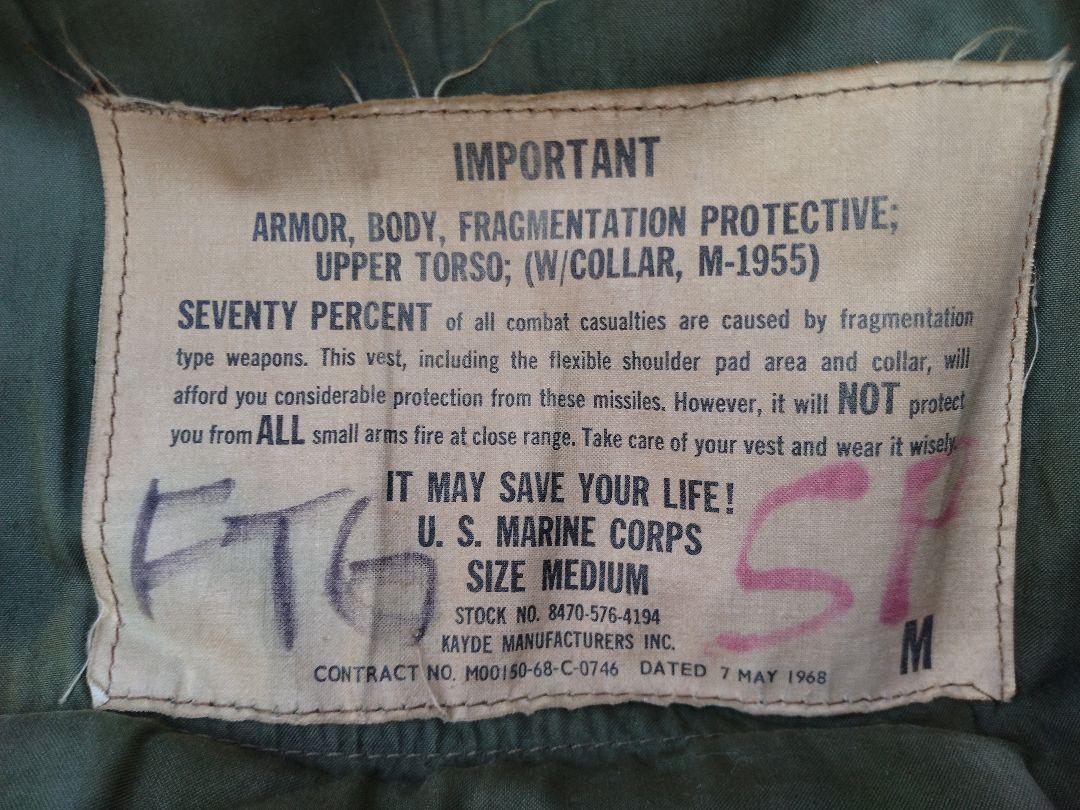 IMPORTANT
ARMOR, BODY, FRAGMENTATION PROTECTIVE;
UPPER TORSO; (W/COLLAR, M-1955)
SEVENTY PERCENT of all combat casualties are caused by fragmentation
type weapons. This vest, including the flexible shoulder pad area and collar, will
afford you considerable protection from these missiles. However, it will NOT protect
you from ALL small arms fire at close range. Take care of your vest and wear it wisely.
IT MAY SAVE YOUR LIFE!
U. S. MARINE CORPS
SIZE MEDIUM
STOCK NO. 8470-576-4194
KAYDE MANUFACTURERS INC.
CONTRACT NO. M00150-68-C-0746 DATED 7 MAY 1968
M
FTG
SP